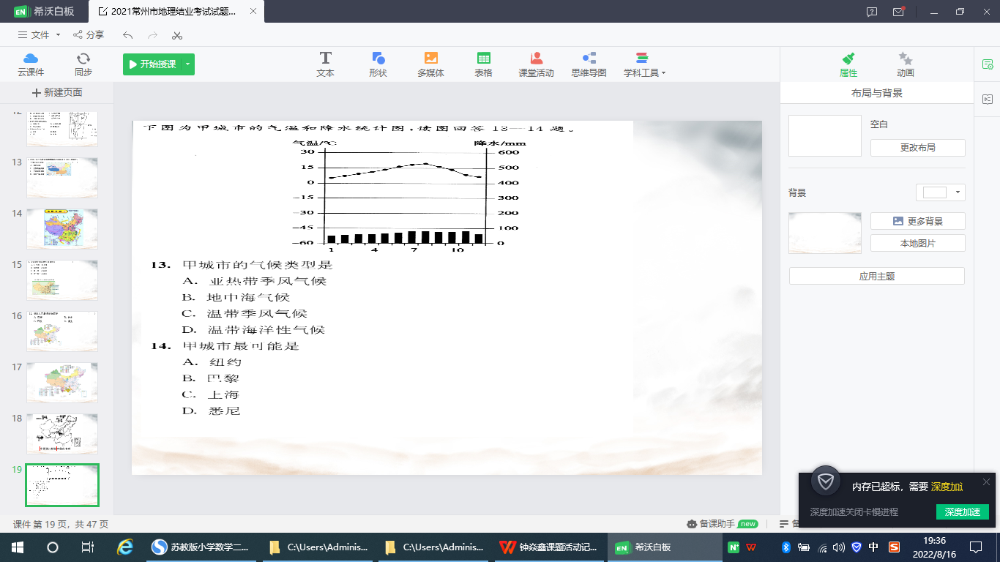 希沃白板
2021常州市地理结业考试试题...
文件
分享
云课件
同步
开始授课
文本
形状
多媒体
表格
课堂活动
思维导图
学科工具
属性
动画
新建页面
布局与背景
空白
更改布局
背景
更多背景
本地图片
应用主题
12
13
14
15
16
17
18
19
下图为甲城市的气温和降水统计图,读图回答13—14题。
气温/℃
降水/mm
30
15
0
−15
−30
−45
−60
600
500
400
300
200
100
0
1 4 7 10
13. 甲城市的气候类型是
A. 亚热带季风气候
B. 地中海气候
C. 温带季风气候
D. 温带海洋性气候
14. 甲城市最可能是
A. 纽约
B. 巴黎
C. 上海
D. 悉尼
内存已超标，需要 深度加
深度加速关闭卡慢进程
深度加速
课件 第 19 页，共 47 页
备课助手 new
苏教版小学数学二...
C:\Users\Adminis...
C:\Users\Adminis...
钟焱鑫课题活动记...
希沃白板
中
19:36
2022/8/16